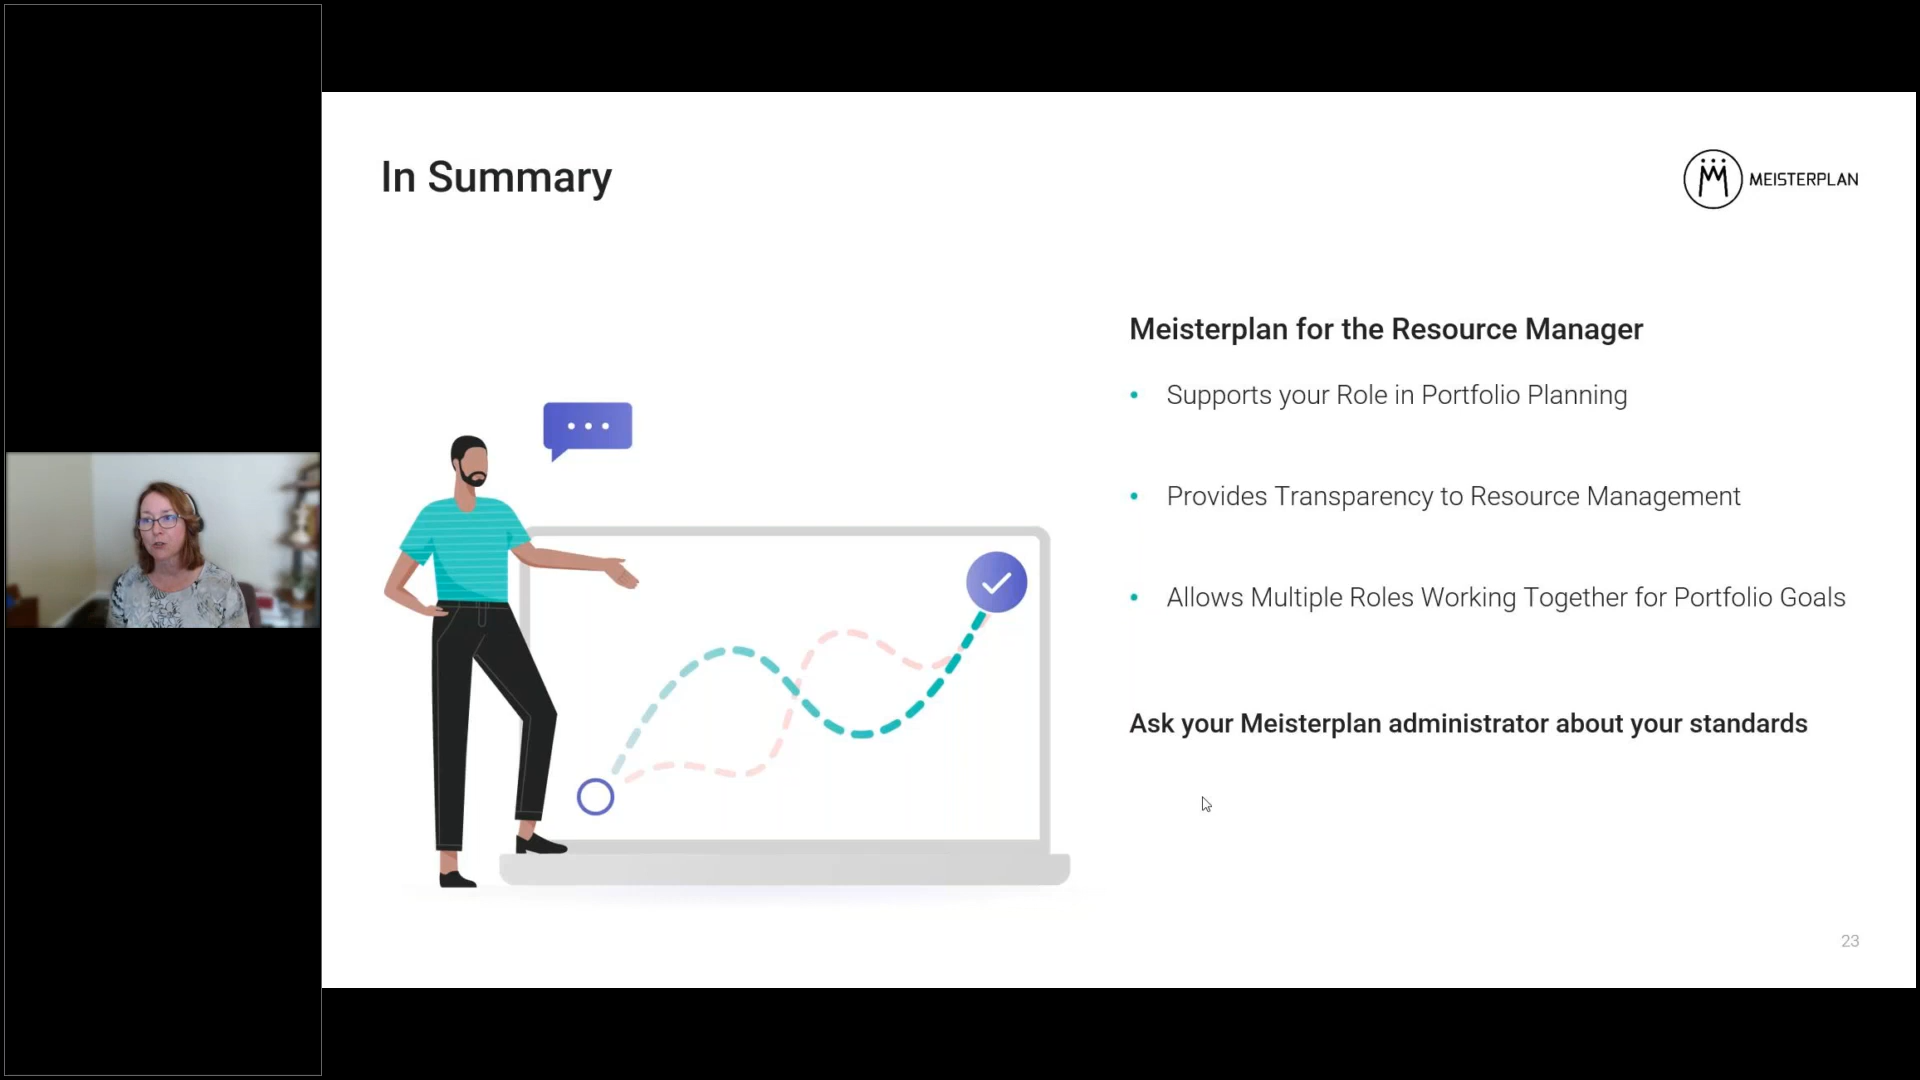 In Summary
MEISTERPLAN
Meisterplan for the Resource Manager
• Supports your Role in Portfolio Planning
• Provides Transparency to Resource Management
• Allows Multiple Roles Working Together for Portfolio Goals
Ask your Meisterplan administrator about your standards
23